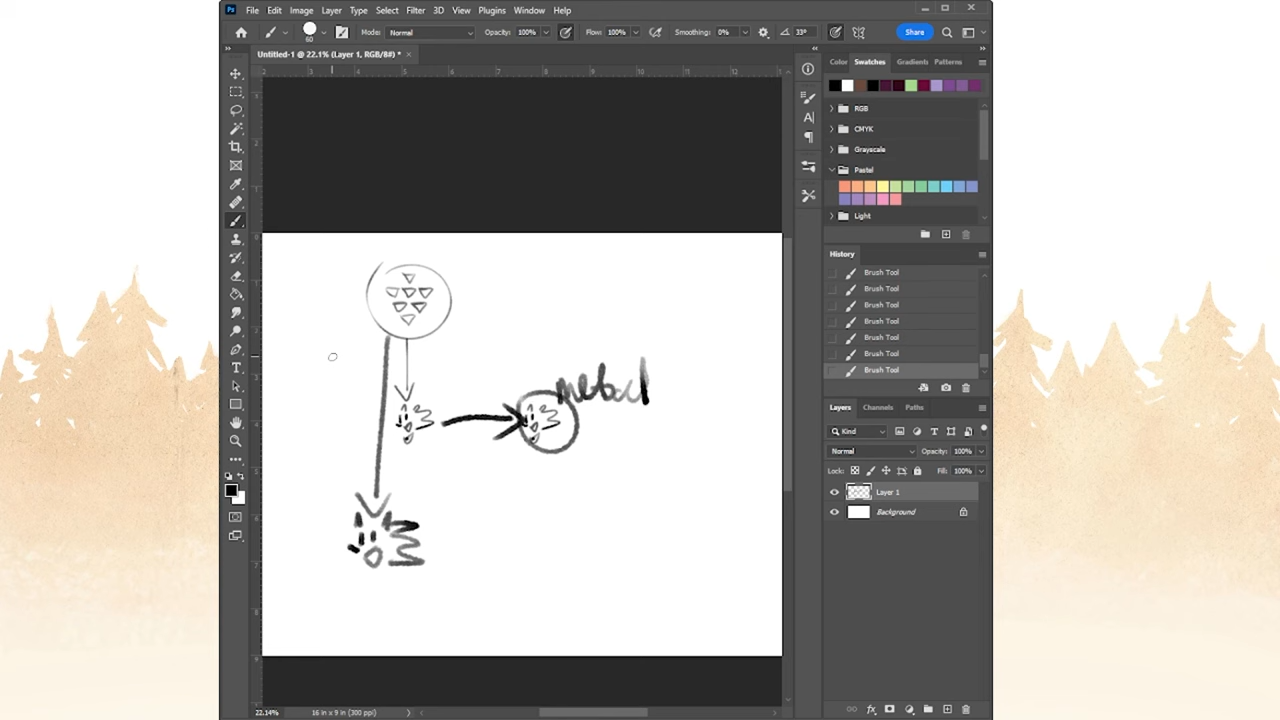 File Edit Image Layer Type Select Filter 3D View Plugins Window Help
60 Mode: Normal Opacity: 100% Flow: 100% Smoothing: 0% 33° Share
Untitled-1 @ 22.1% (Layer 1, RGB/8#) *
Color Swatches Gradients Patterns
RGB
CMYK
Grayscale
Pastel
Light
History
Brush Tool
Brush Tool
Brush Tool
Brush Tool
Brush Tool
Brush Tool
Brush Tool
Layers Channels Paths
Kind
Normal Opacity: 100%
Lock: Fill: 100%
Layer 1
Background
22.14% 16 in x 9 in (300 ppi)